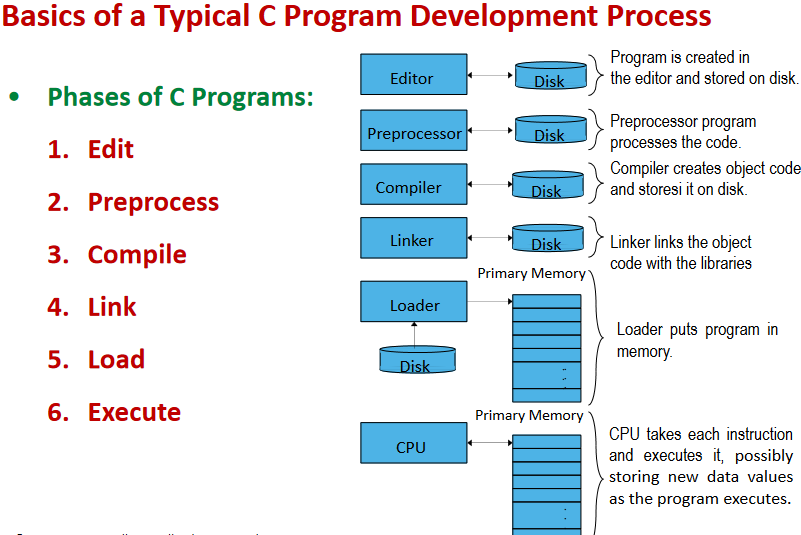 Basics of a Typical C Program Development Process
• Phases of C Programs:
1. Edit
2. Preprocess
3. Compile
4. Link
5. Load
6. Execute
Editor
Disk
Program is created in
the editor and stored on disk.
Preprocessor
Disk
Preprocessor program
processes the code.
Compiler
Disk
Compiler creates object code
and storesi it on disk.
Linker
Disk
Linker links the object
code with the libraries
Primary Memory
Loader
Disk
Loader puts program in
memory.
Primary Memory
CPU
CPU takes each instruction
and executes it, possibly
storing new data values
as the program executes.